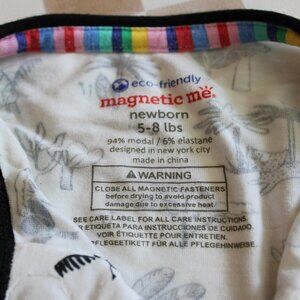 eco-friendly
magnetic me.
newborn
5-8 lbs
94% modal / 6% elastane
designed in new york city
made in china
WARNING
CLOSE ALL MAGNETIC FASTENERS
before drying to avoid product
damage due to excessive heat.
SEE CARE LABEL FOR ALL CARE INSTRUCTIONS.
ETIQUETA PARA INSTRUCCIONES DE CUIDADO.
VOIR ÉTIQUETTE POUR ENTRETIEN.
PFLEGEETIKETT FÜR ALLE PFLEGEHINWEISE.